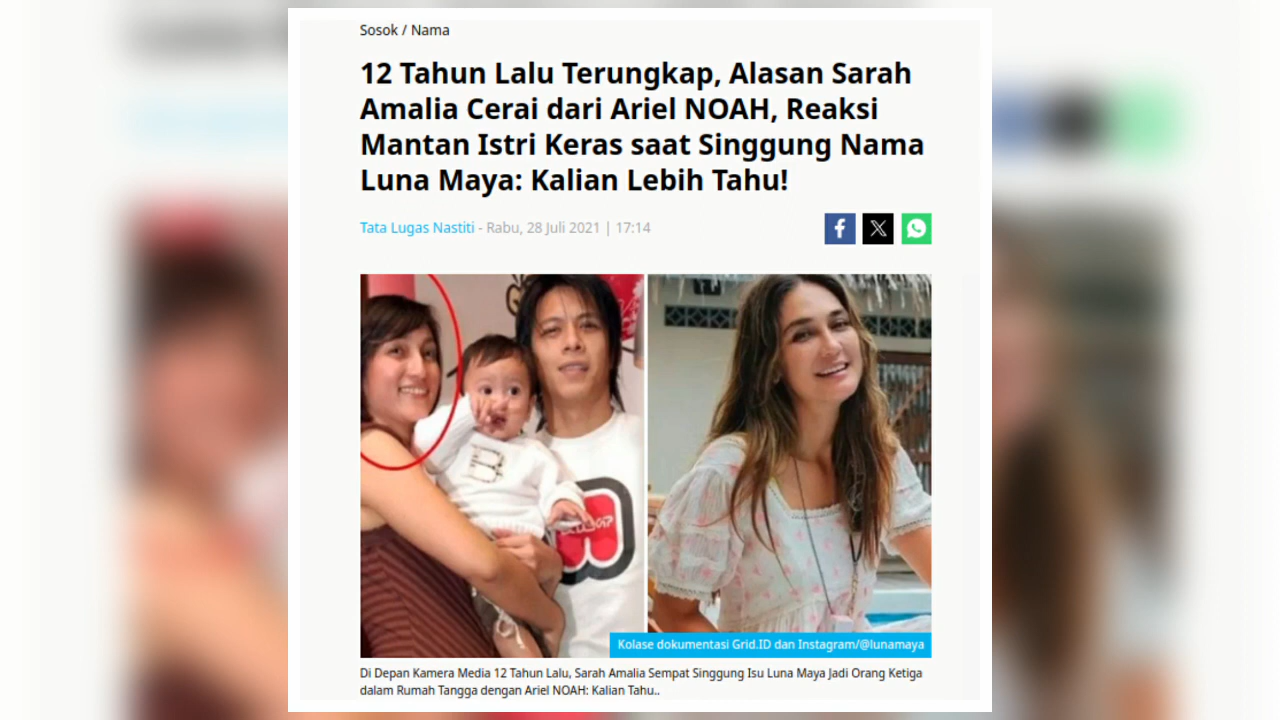 Sosok / Nama
12 Tahun Lalu Terungkap, Alasan Sarah
Amalia Cerai dari Ariel NOAH, Reaksi
Mantan Istri Keras saat Singgung Nama
Luna Maya: Kalian Lebih Tahu!
Tata Lugas Nastiti - Rabu, 28 Juli 2021 | 17:14
Kolase dokumentasi Grid.ID dan Instagram/@lunamaya
Di Depan Kamera Media 12 Tahun Lalu, Sarah Amalia Sempat Singgung Isu Luna Maya Jadi Orang Ketiga
dalam Rumah Tangga dengan Ariel NOAH: Kalian Tahu..